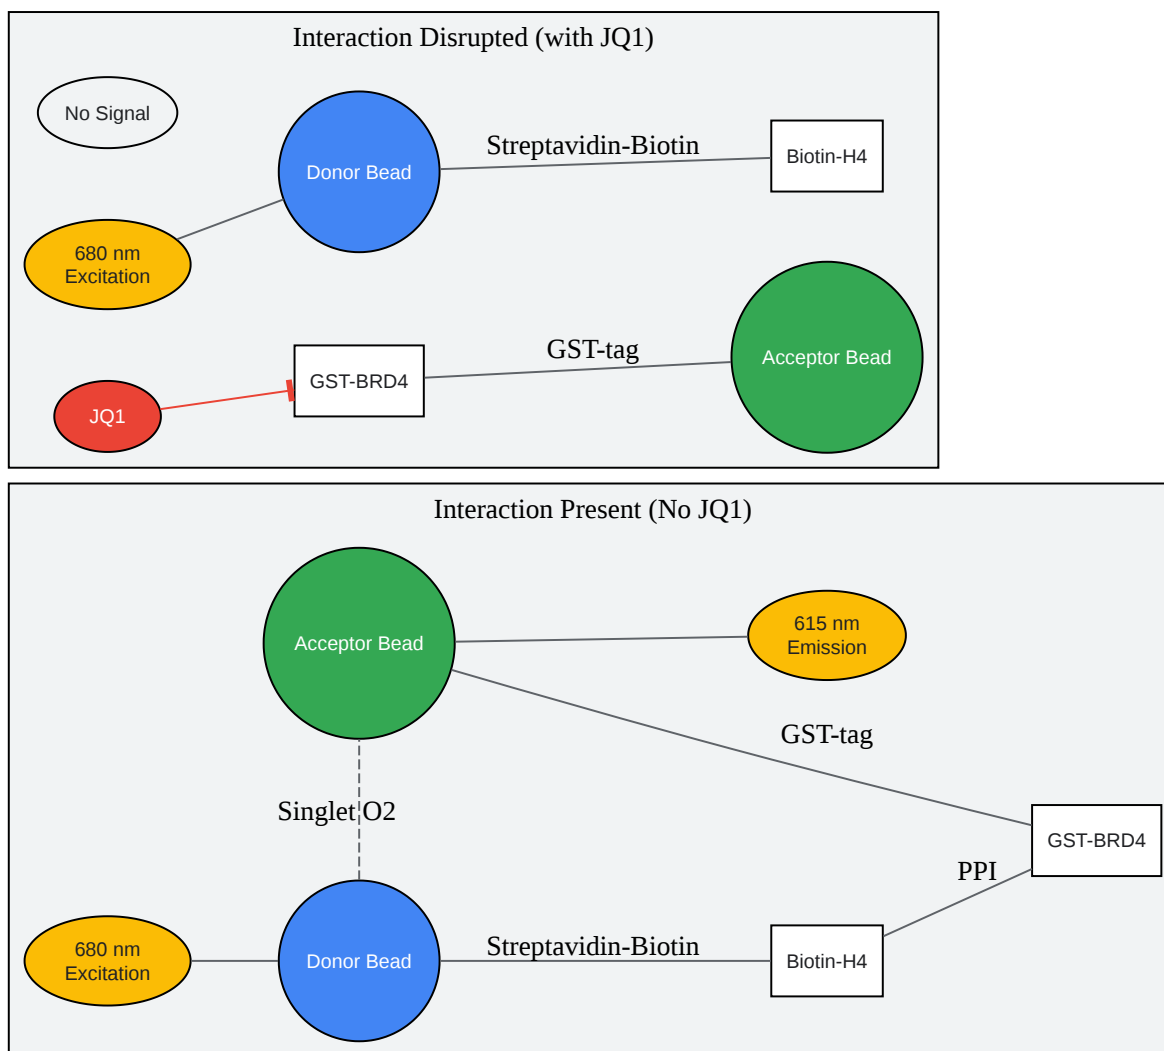 Interaction Disrupted (with JQ1)
No Signal
Donor Bead
Streptavidin-Biotin
Biotin-H4
680 nm
Excitation
GST-tag
Acceptor Bead
GST-BRD4
JQ1
Interaction Present (No JQ1)
Acceptor Bead
615 nm
Emission
GST-tag
Singlet O2
GST-BRD4
PPI
680 nm
Excitation
Donor Bead
Streptavidin-Biotin
Biotin-H4